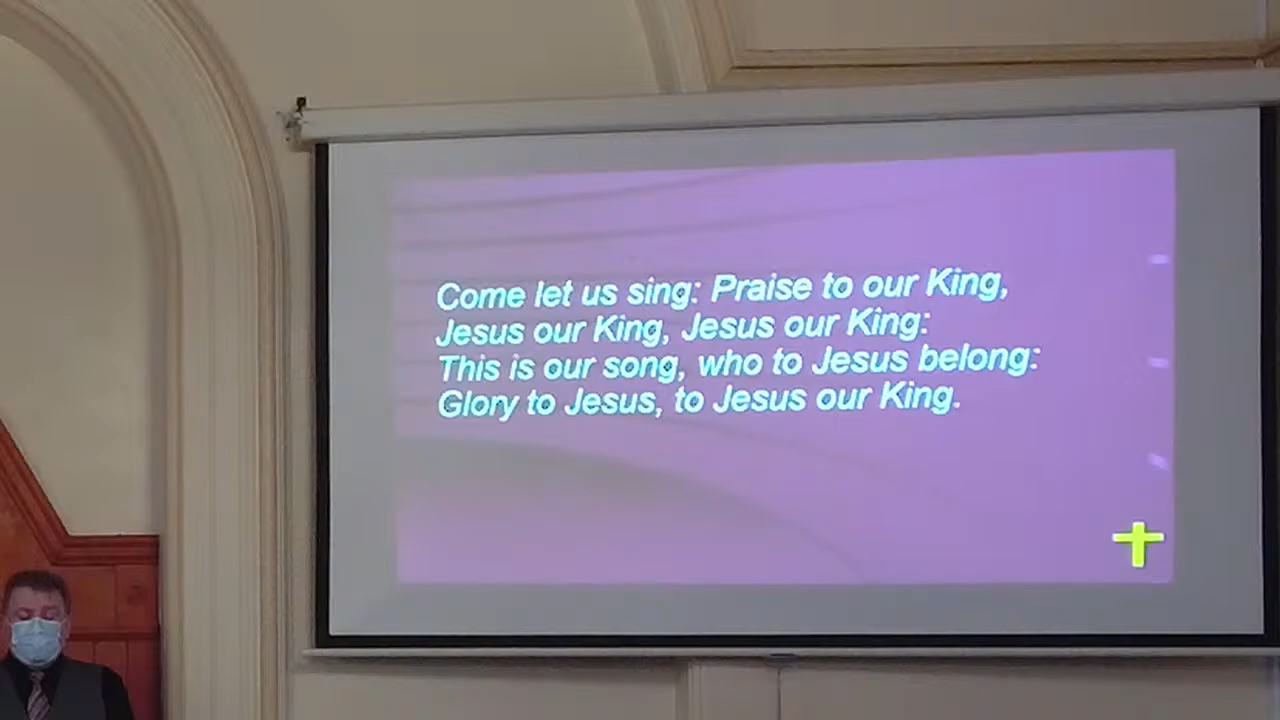 Come let us sing: Praise to our King,
Jesus our King, Jesus our King:
This is our song, who to Jesus belong:
Glory to Jesus, to Jesus our King.